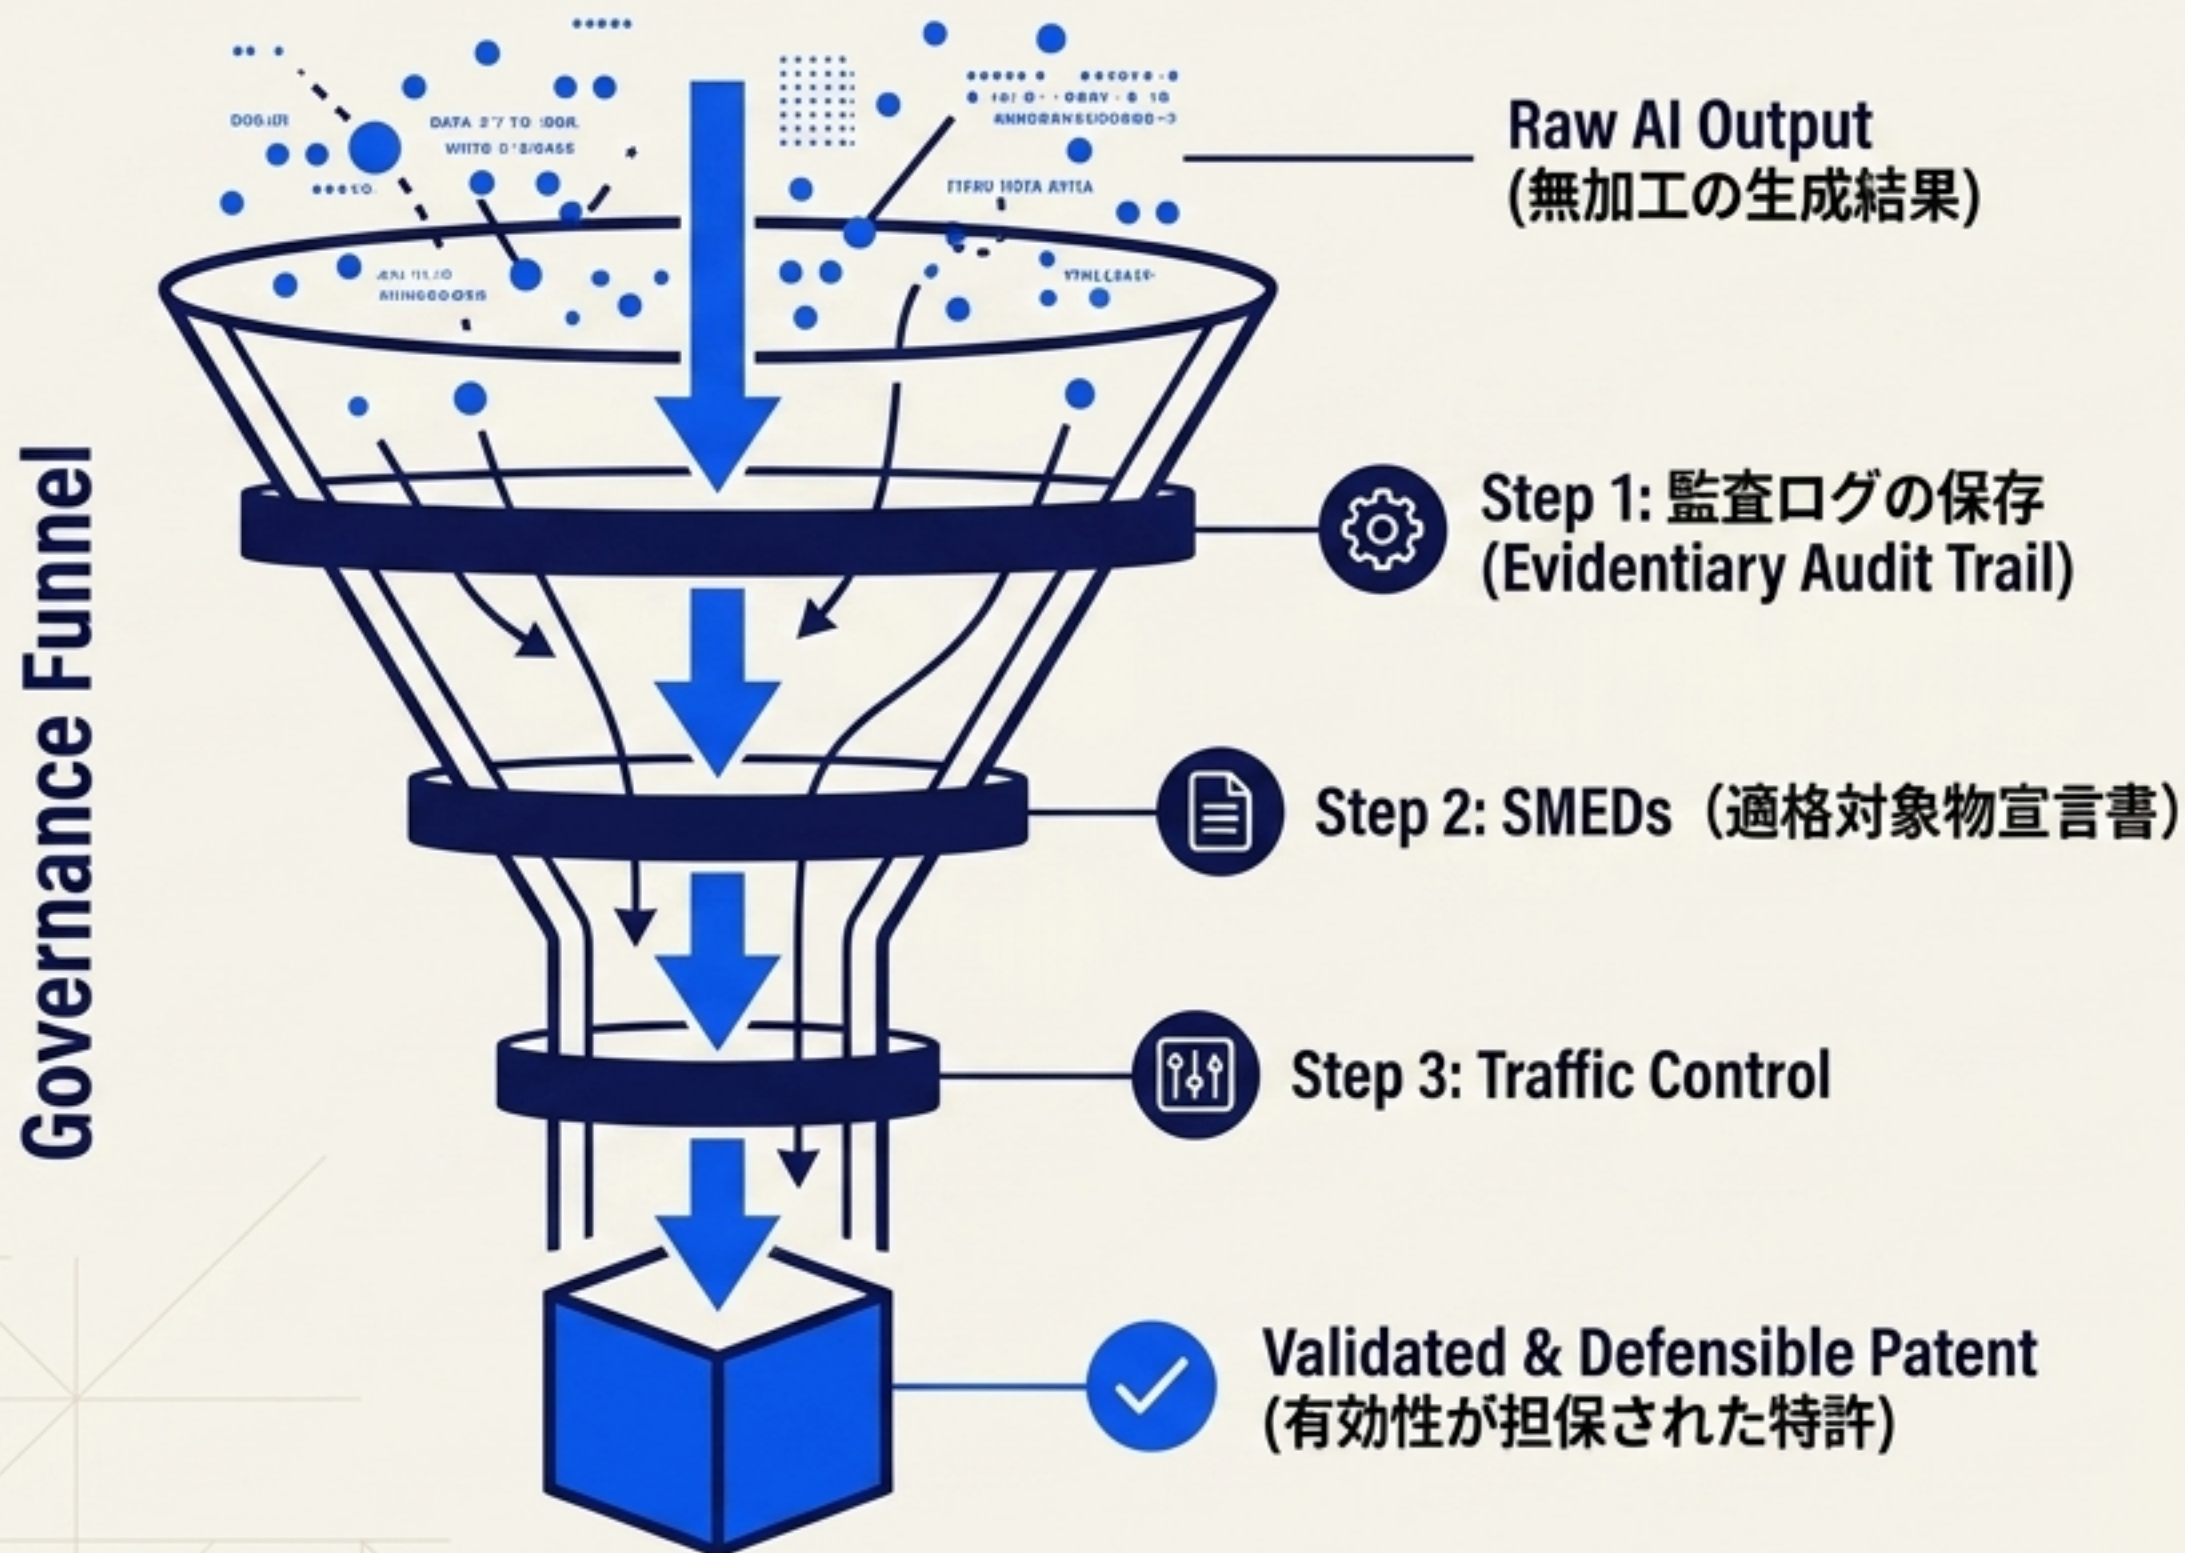 Governance Funnel
Raw AI Output
(無加工の生成結果)
Step 1: 監査ログの保存
(Evidentiary Audit Trail)
Step 2: SMEDs（適格対象物宣言書）
Step 3: Traffic Control
Validated & Defensible Patent
(有効性が担保された特許)